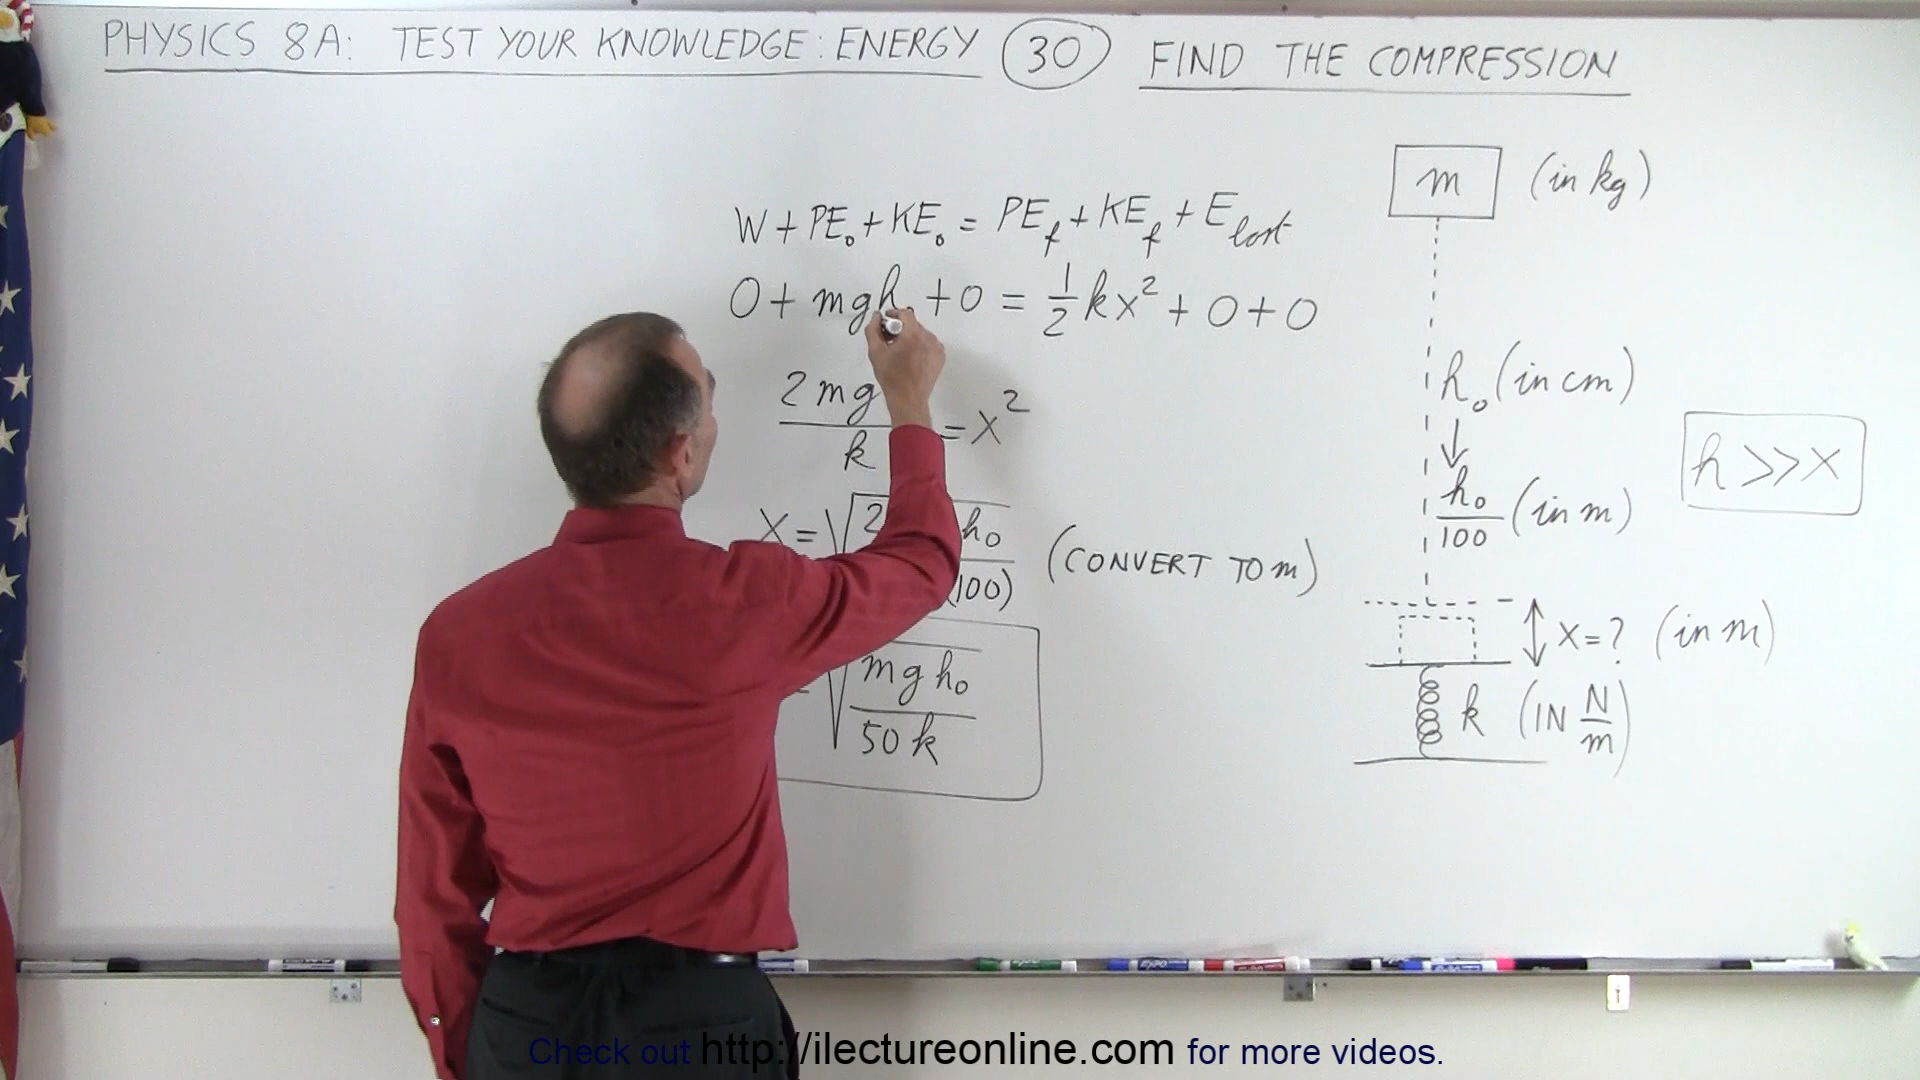 PHYSICS 8A: TEST YOUR KNOWLEDGE: ENERGY 30 FIND THE COMPRESSION
W + PE₀ + KE₀ = PE_f + KE_f + E_lost
0 + mgh + 0 = ½kx² + 0 + 0
2mg / k = x²
x = √ 2 h₀ / (100) (CONVERT TO m)
√ mgh₀ / 50k
m (in kg)
h₀ (in cm)
↓
h₀/100 (in m)
h >> x
x = ? (in m)
k (IN N/m)
EXPO
Check out http://ilectureonline.com for more videos.